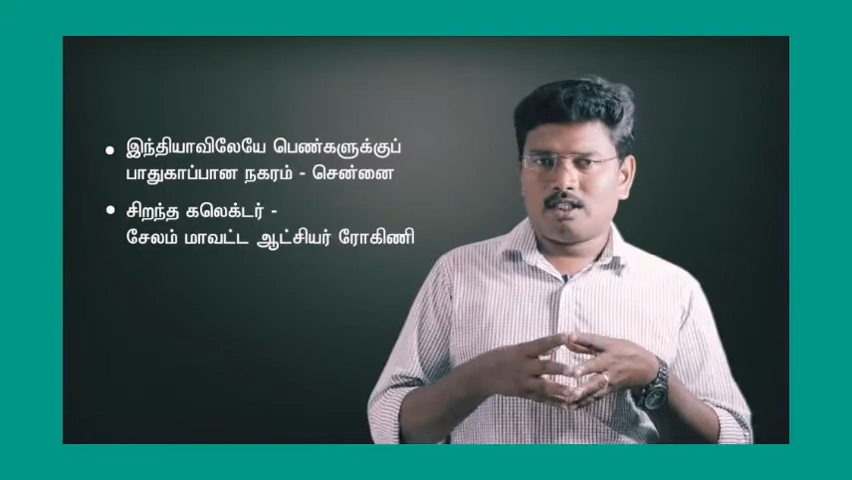 இந்தியாவிலேயே பெண்களுக்குப்
பாதுகாப்பான நகரம் - சென்னை
சிறந்த கலெக்டர் -
சேலம் மாவட்ட ஆட்சியர் ரோகிணி